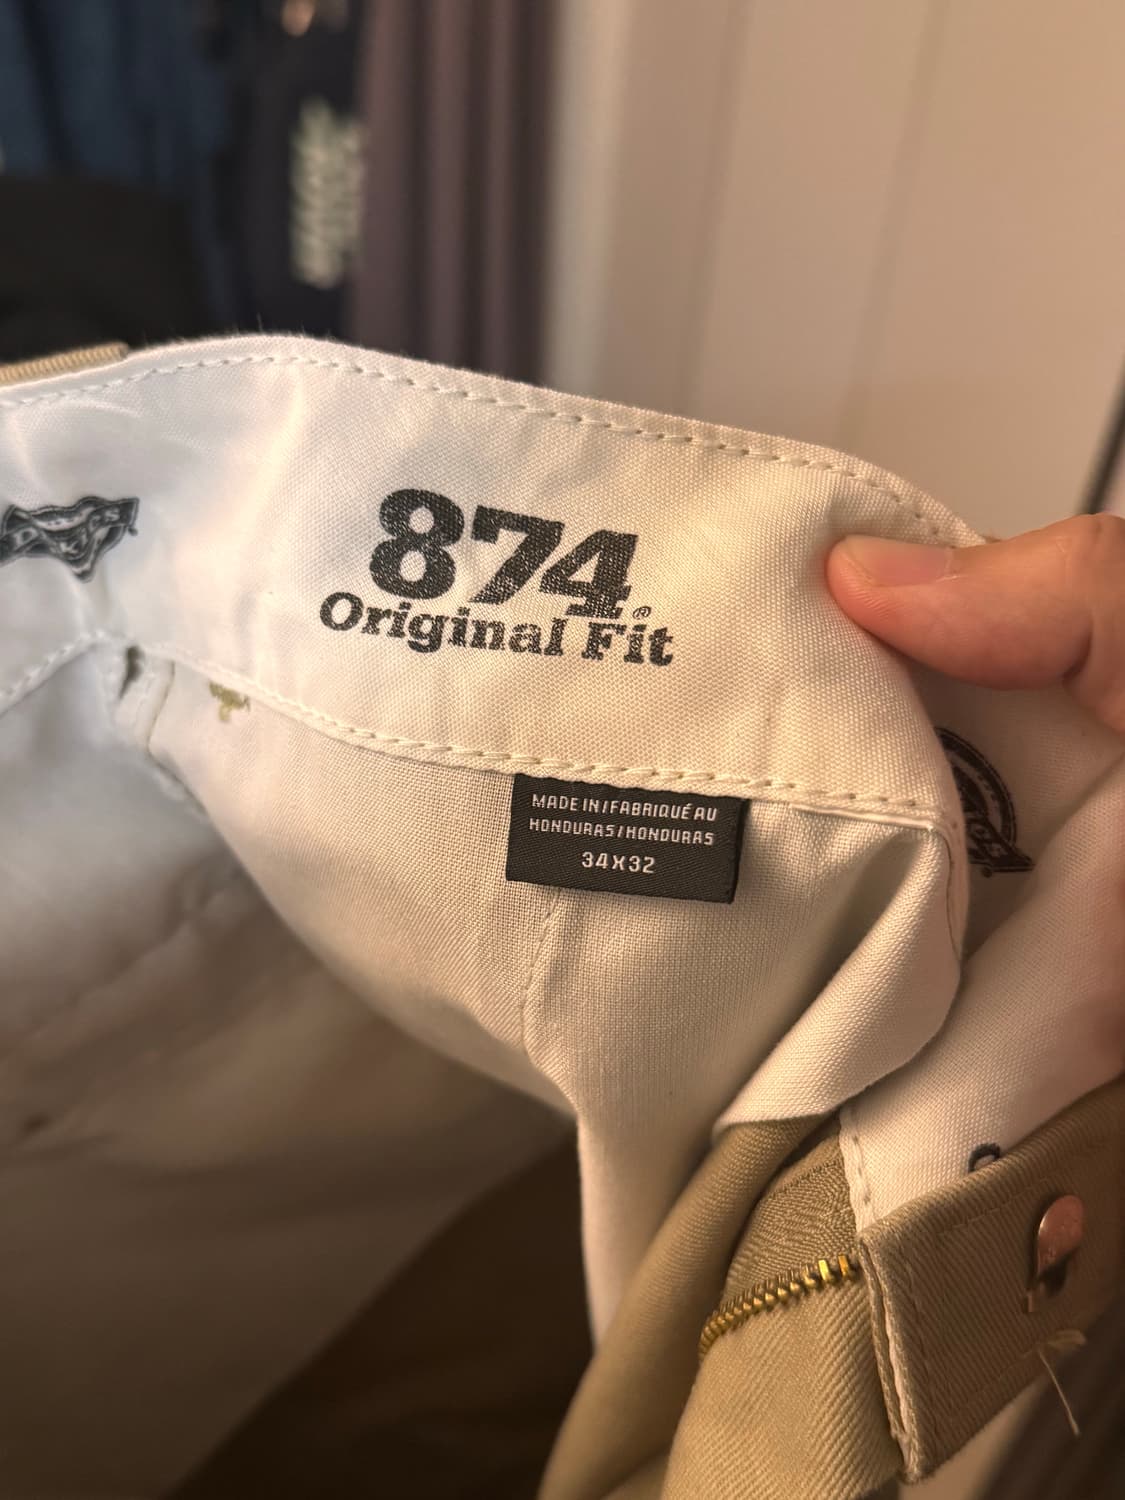 874®
Original Fit
MADE IN/FABRIQUÉ AU
HONDURAS/HONDURAS
34X32